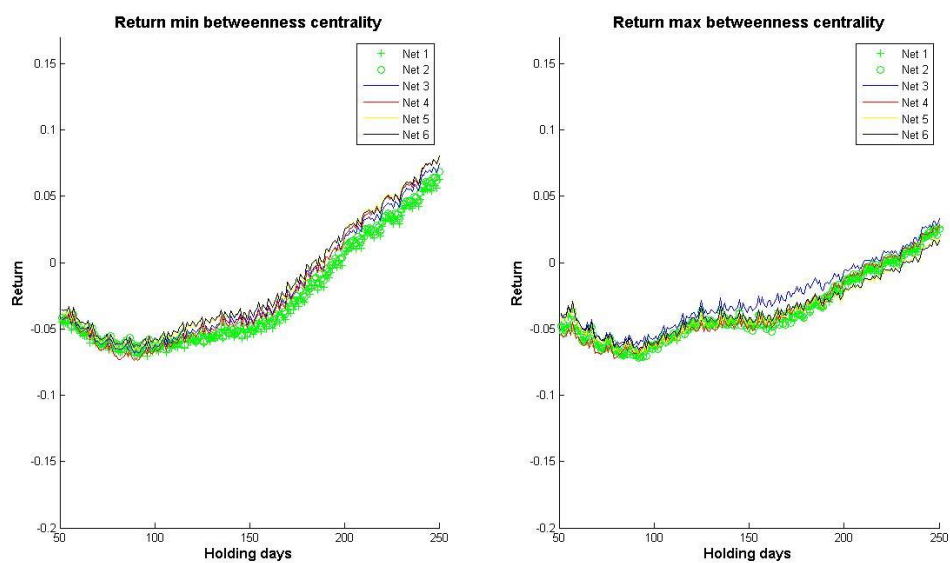 Return min betweenness centrality
0.15
0.1
0.05
0
-0.05
-0.1
-0.15
-0.2
Return
50
100
150
200
250
Holding days
Net 1
Net 2
Net 3
Net 4
Net 5
Net 6
Return max betweenness centrality
0.15
0.1
0.05
0
-0.05
-0.1
-0.15
-0.2
Return
50
100
150
200
250
Holding days
Net 1
Net 2
Net 3
Net 4
Net 5
Net 6